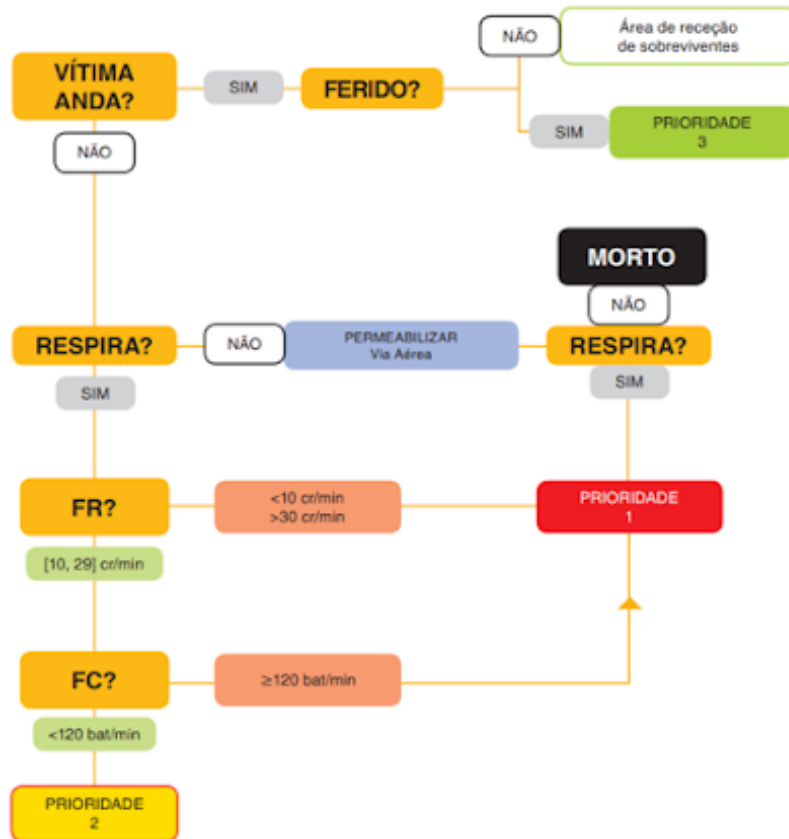 VÍTIMA
ANDA?
SIM
FERIDO?
NÃO
Área de receção
de sobreviventes
SIM
PRIORIDADE
3
NÃO
MORTO
NÃO
RESPIRA?
NÃO
PERMEABILIZAR
Via Aérea
RESPIRA?
SIM
SIM
FR?
<10 cr/min
>30 cr/min
PRIORIDADE
1
[10, 29] cr/min
FC?
≥120 bat/min
<120 bat/min
PRIORIDADE
2